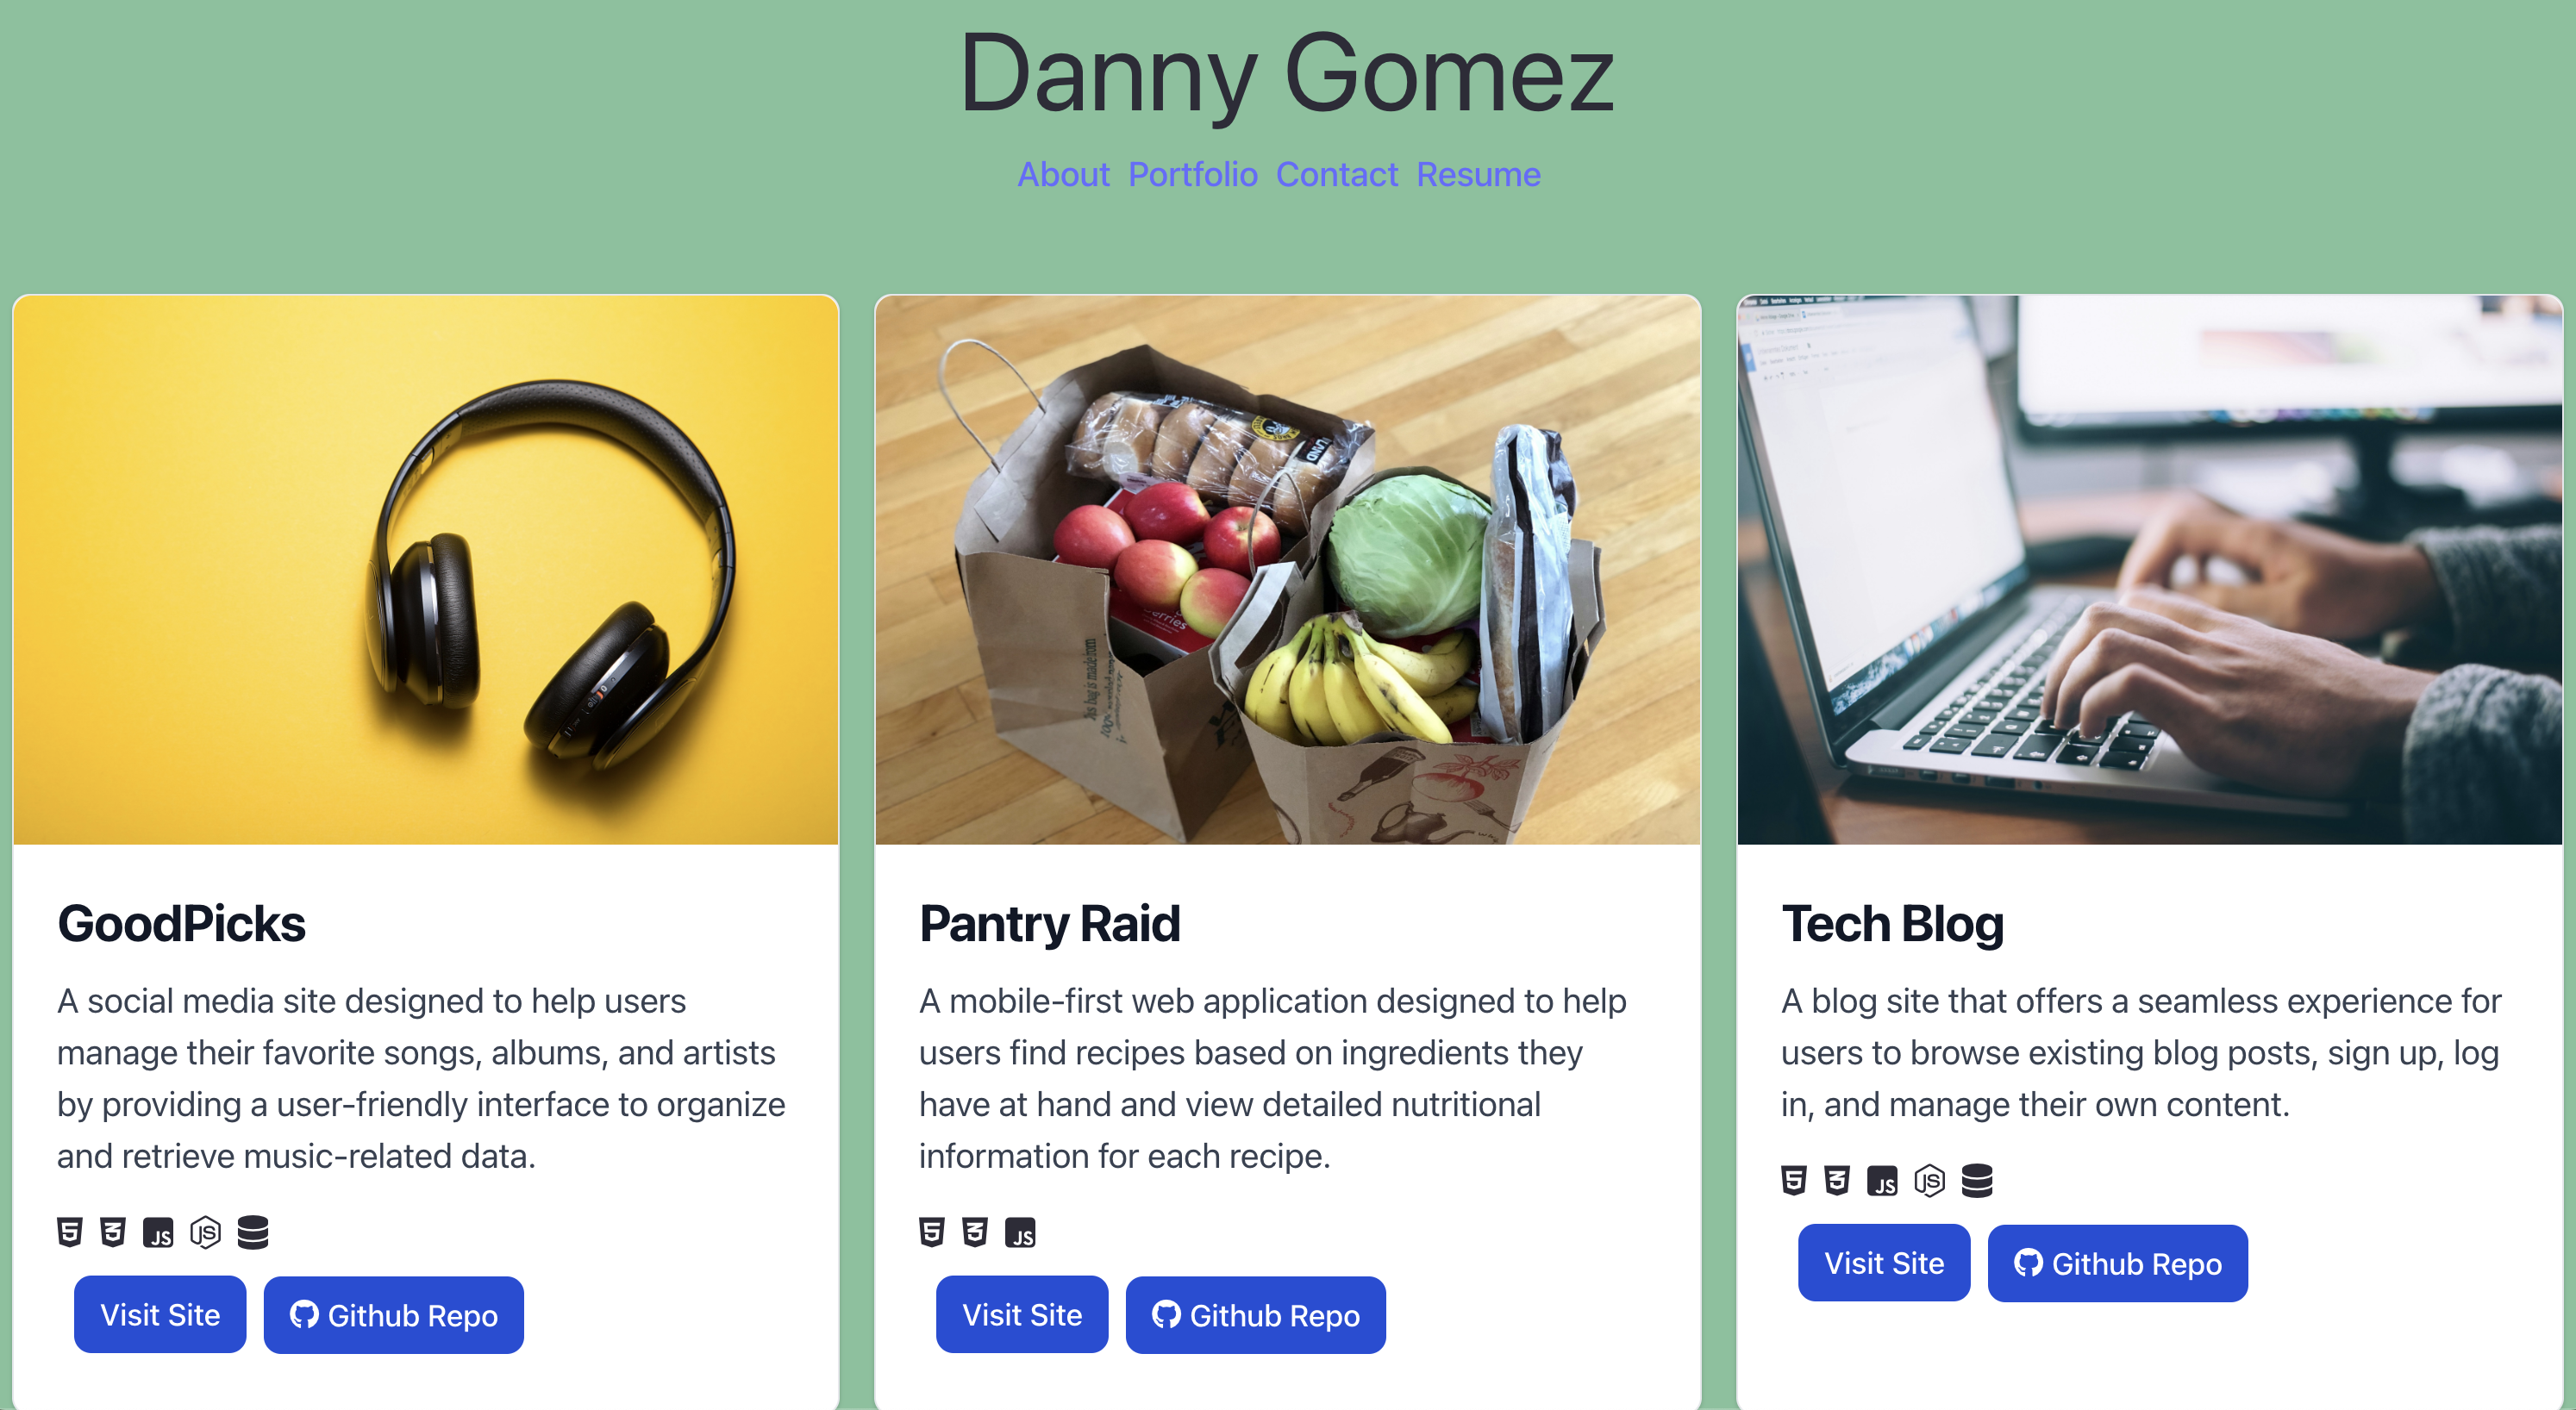 Danny Gomez
About Portfolio Contact Resume
GoodPicks
A social media site designed to help users
manage their favorite songs, albums, and artists
by providing a user-friendly interface to organize
and retrieve music-related data.
JS JS
Visit Site Github Repo
Pantry Raid
A mobile-first web application designed to help
users find recipes based on ingredients they
have at hand and view detailed nutritional
information for each recipe.
JS
Visit Site Github Repo
Tech Blog
A blog site that offers a seamless experience for
users to browse existing blog posts, sign up, log
in, and manage their own content.
JS JS
Visit Site Github Repo